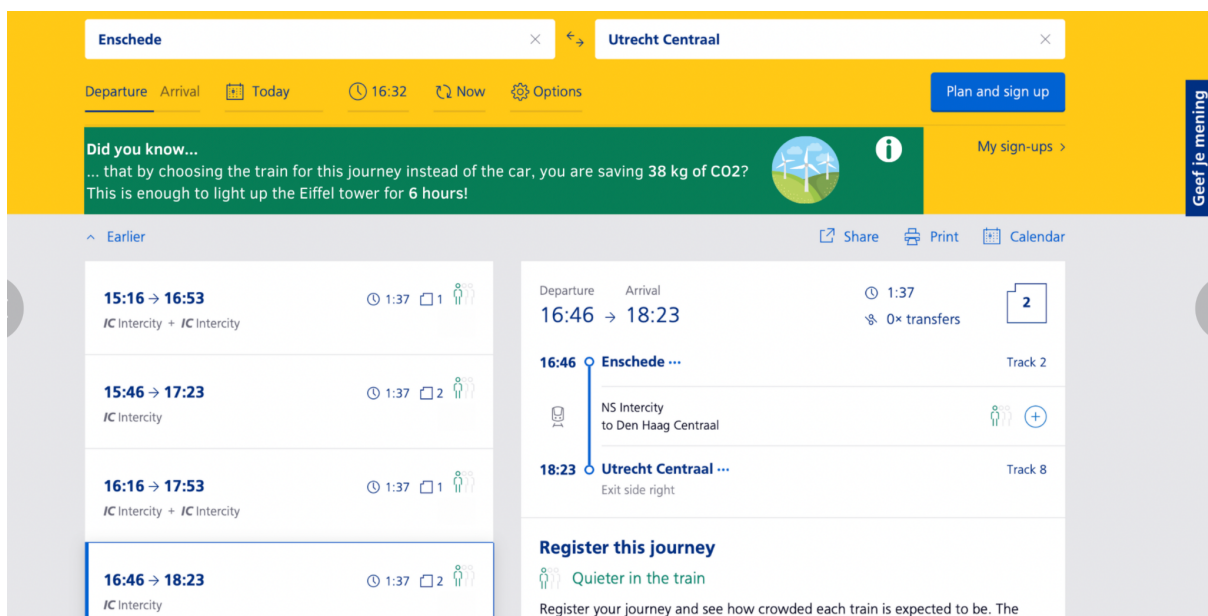 Enschede
Utrecht Centraal
Departure Arrival Today 16:32 Now Options
Plan and sign up
Geef je mening
Did you know...
... that by choosing the train for this journey instead of the car, you are saving 38 kg of CO2?
This is enough to light up the Eiffel tower for 6 hours!
My sign-ups
Earlier
Share Print Calendar
15:16 → 16:53 1:37 1
IC Intercity + IC Intercity
15:46 → 17:23 1:37 2
IC Intercity
16:16 → 17:53 1:37 1
IC Intercity + IC Intercity
16:46 → 18:23 1:37 2
IC Intercity
Departure Arrival
16:46 → 18:23
1:37
0× transfers
2
16:46 Enschede ••• Track 2
NS Intercity
to Den Haag Centraal
18:23 Utrecht Centraal ••• Track 8
Exit side right
Register this journey
Quieter in the train
Register your journey and see how crowded each train is expected to be. The